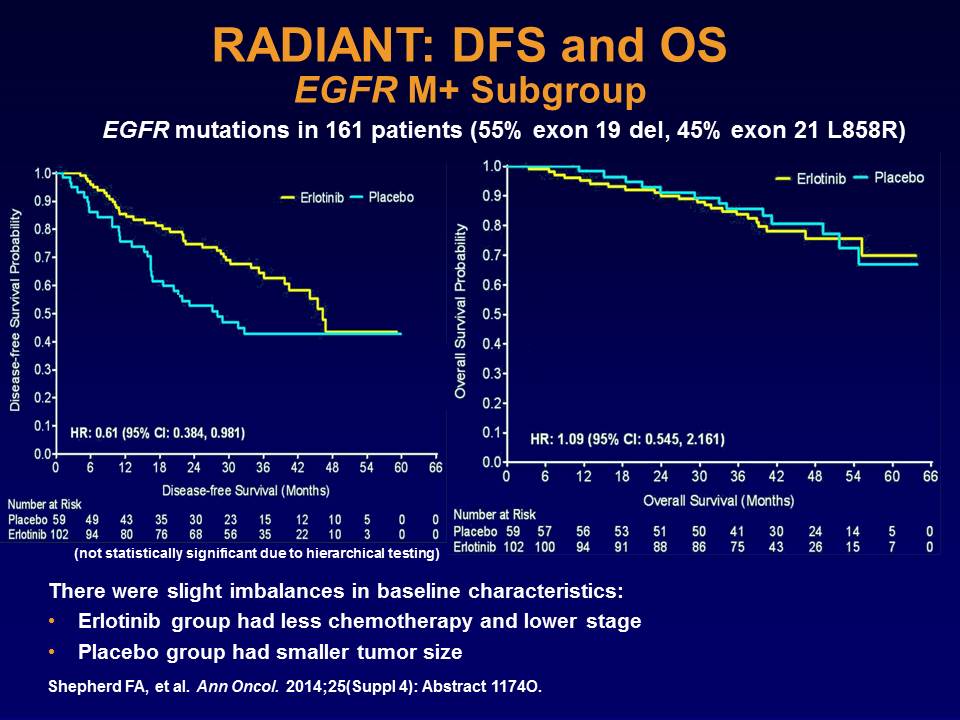 RADIANT: DFS and OS
EGFR M+ Subgroup
EGFR mutations in 161 patients (55% exon 19 del, 45% exon 21 L858R)
Disease-free Survival Probability
1.0
0.9
0.8
0.7
0.6
0.5
0.4
0.3
0.2
0.1
0.0
Erlotinib Placebo
HR: 0.61 (95% CI: 0.384, 0.981)
0 6 12 18 24 30 36 42 48 54 60 66
Disease-free Survival (Months)
Number at Risk
Placebo 59 49 43 35 30 23 15 12 10 5 0 0
Erlotinib 102 94 80 76 68 56 35 22 10 3 0 0
(not statistically significant due to hierarchical testing)
Overall Survival Probability
1.0
0.9
0.8
0.7
0.6
0.5
0.4
0.3
0.2
0.1
0.0
Erlotinib Placebo
HR: 1.09 (95% CI: 0.545, 2.161)
0 6 12 18 24 30 36 42 48 54 60 66
Overall Survival (Months)
Number at Risk
Placebo 59 57 56 53 51 50 41 30 24 14 5 0
Erlotinib 102 100 94 91 88 86 75 43 26 15 7 0
There were slight imbalances in baseline characteristics:
• Erlotinib group had less chemotherapy and lower stage
• Placebo group had smaller tumor size
Shepherd FA, et al. Ann Oncol. 2014;25(Suppl 4): Abstract 1174O.